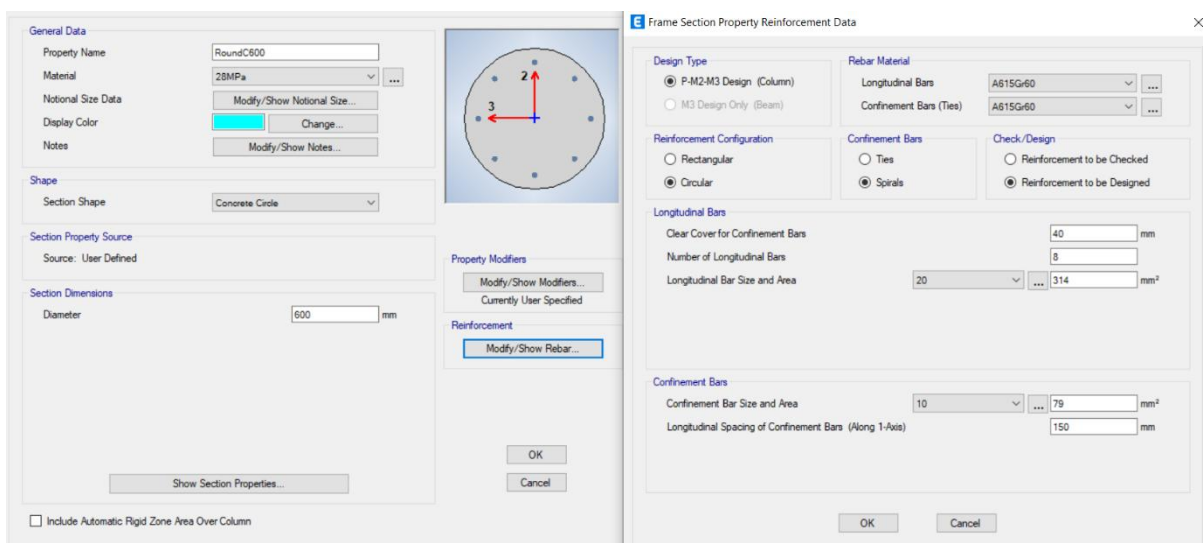 General Data
Property Name RoundC600
Material 28MPa ...
Notional Size Data Modify/Show Notional Size...
Display Color Change...
Notes Modify/Show Notes...
Shape
Section Shape Concrete Circle
Section Property Source
Source: User Defined
Section Dimensions
Diameter 600 mm
Show Section Properties...
Include Automatic Rigid Zone Area Over Column
2
3
Property Modifiers
Modify/Show Modifiers...
Currently User Specified
Reinforcement
Modify/Show Rebar...
OK
Cancel
E Frame Section Property Reinforcement Data
Design Type
P-M2-M3 Design (Column)
M3 Design Only (Beam)
Rebar Material
Longitudinal Bars A615Gr60 ...
Confinement Bars (Ties) A615Gr60 ...
Reinforcement Configuration
Rectangular
Circular
Confinement Bars
Ties
Spirals
Check/Design
Reinforcement to be Checked
Reinforcement to be Designed
Longitudinal Bars
Clear Cover for Confinement Bars 40 mm
Number of Longitudinal Bars 8
Longitudinal Bar Size and Area 20 ... 314 mm²
Confinement Bars
Confinement Bar Size and Area 10 ... 79 mm²
Longitudinal Spacing of Confinement Bars (Along 1-Axis) 150 mm
OK Cancel